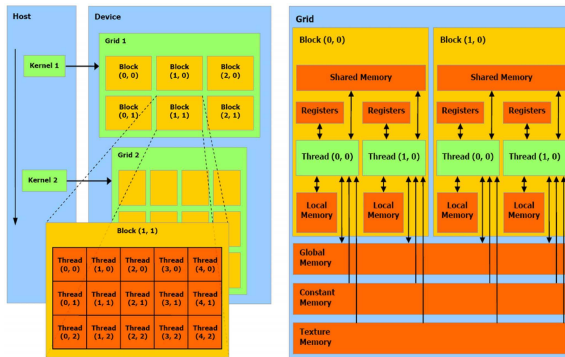 Host
Device
Grid 1
Kernel 1
Block
(0, 0)
Block
(1, 0)
Block
(2, 0)
Block
(0, 1)
Block
(1, 1)
Block
(2, 1)
Grid 2
Kernel 2
Block (1, 1)
Thread
(0, 0)
Thread
(1, 0)
Thread
(2, 0)
Thread
(3, 0)
Thread
(4, 0)
Thread
(0, 1)
Thread
(1, 1)
Thread
(2, 1)
Thread
(3, 1)
Thread
(4, 1)
Thread
(0, 2)
Thread
(1, 2)
Thread
(2, 2)
Thread
(3, 2)
Thread
(4, 2)
Grid
Block (0, 0)
Shared Memory
Registers
Registers
Thread (0, 0)
Thread (1, 0)
Local
Memory
Local
Memory
Block (1, 0)
Shared Memory
Registers
Registers
Thread (0, 0)
Thread (1, 0)
Local
Memory
Local
Memory
Global
Memory
Constant
Memory
Texture
Memory